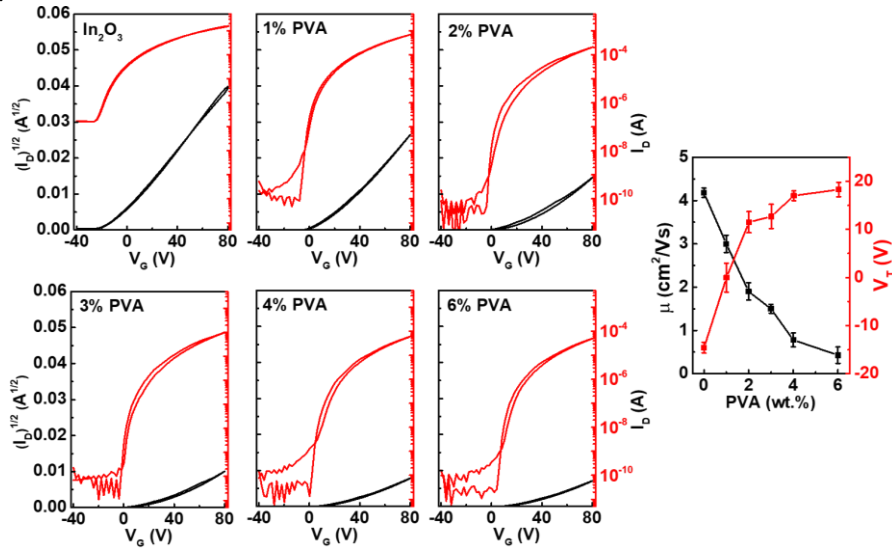 In₂O₃
1% PVA
2% PVA
0.06
0.05
0.04
0.03
0.02
0.01
0.00
(I_D)^1/2 (A^1/2)
10⁻⁴
10⁻⁶
10⁻⁸
10⁻¹⁰
I_D (A)
-40 0 40 80
-40 0 40 80
-40 0 40 80
V_G (V)
V_G (V)
V_G (V)
3% PVA
4% PVA
6% PVA
0.06
0.05
0.04
0.03
0.02
0.01
0.00
(I_D)^1/2 (A^1/2)
10⁻⁴
10⁻⁶
10⁻⁸
10⁻¹⁰
I_D (A)
-40 0 40 80
-40 0 40 80
-40 0 40 80
V_G (V)
V_G (V)
V_G (V)
5
4
3
2
1
0
μ (cm²/Vs)
20
10
0
-10
-20
V_T (V)
0 2 4 6
PVA (wt.%)